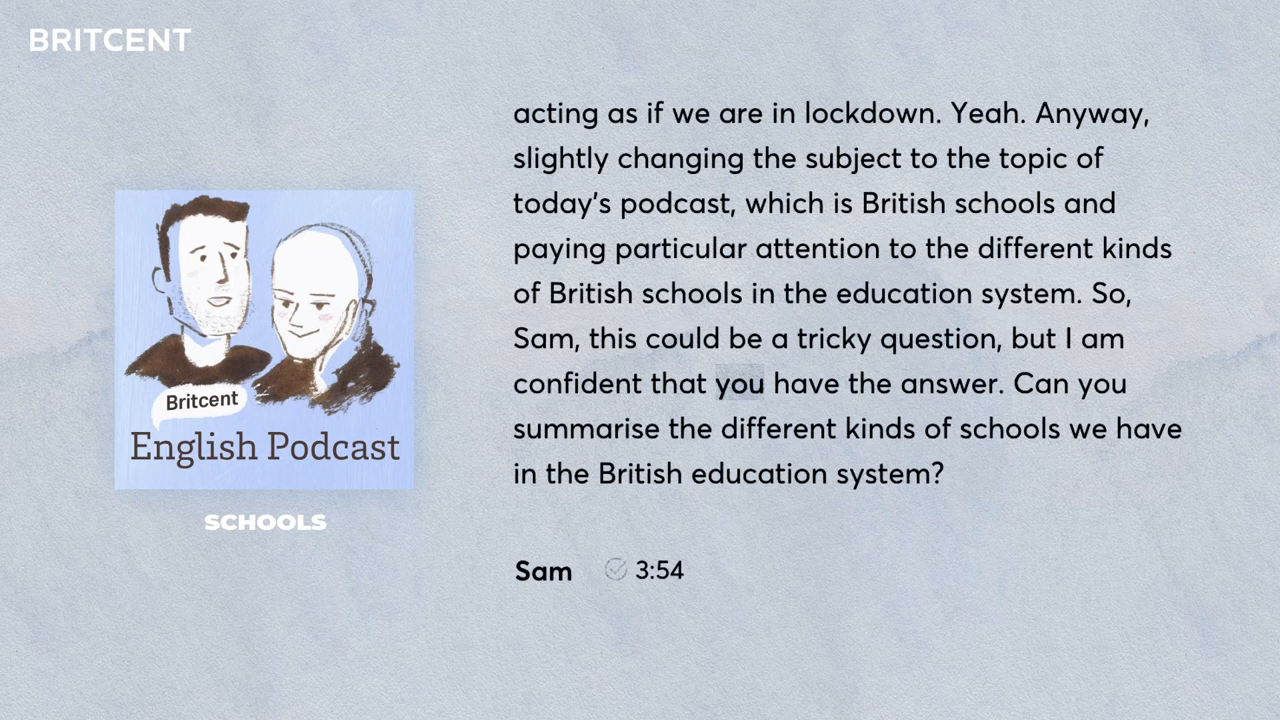 BRITCENT
acting as if we are in lockdown. Yeah. Anyway,
slightly changing the subject to the topic of
today's podcast, which is British schools and
paying particular attention to the different kinds
of British schools in the education system. So,
Sam, this could be a tricky question, but I am
confident that you have the answer. Can you
summarise the different kinds of schools we have
in the British education system?
Sam 3:54
Britcent
English Podcast
SCHOOLS